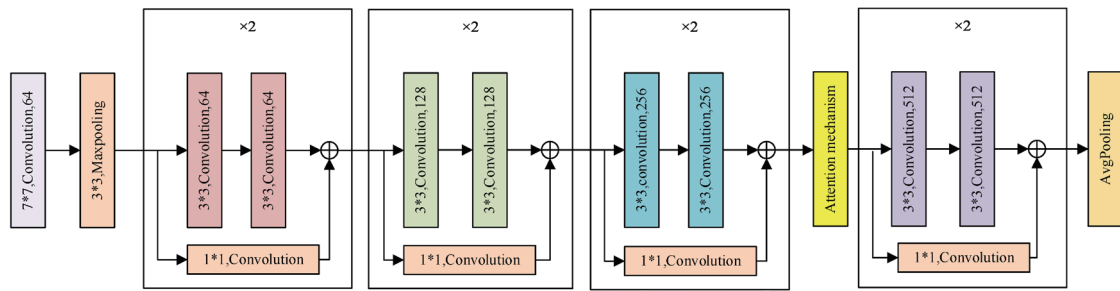 7*7,Convolution,64
3*3,Maxpooling
×2
3*3,Convolution,64
3*3,Convolution,64
1*1,Convolution
×2
3*3,Convolution,128
3*3,Convolution,128
1*1,Convolution
×2
3*3,convolution,256
3*3,Convolution,256
1*1,Convolution
Attention mechanism
×2
3*3,Convolution,512
3*3,Convolution,512
1*1,Convolution
AvgPooling